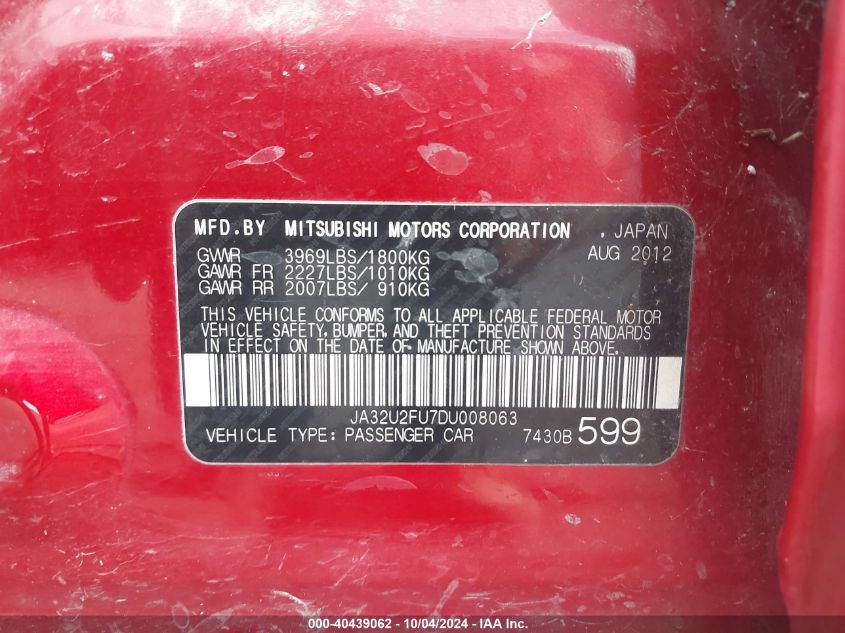 MFD.BY MITSUBISHI MOTORS CORPORATION , JAPAN
GVWR 3969LBS/1800KG AUG 2012
GAWR FR 2227LBS/1010KG
GAWR RR 2007LBS/ 910KG
THIS VEHICLE CONFORMS TO ALL APPLICABLE FEDERAL MOTOR
VEHICLE SAFETY, BUMPER, AND THEFT PREVENTION STANDARDS
IN EFFECT ON THE DATE OF MANUFACTURE SHOWN ABOVE.
JA32U2FU7DU008063
VEHICLE TYPE: PASSENGER CAR 7430B 599
000-40439062 - 10/04/2024 - IAA Inc.